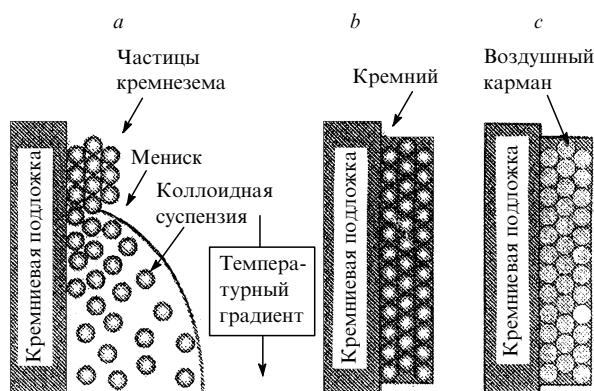 a
Частицы
кремнезема
Мениск
Коллоидная
суспензия
Темпера-
турный
градиент
Кремниевая подложка
b
Кремний
Кремниевая подложка
c
Воздушный
карман
Кремниевая подложка